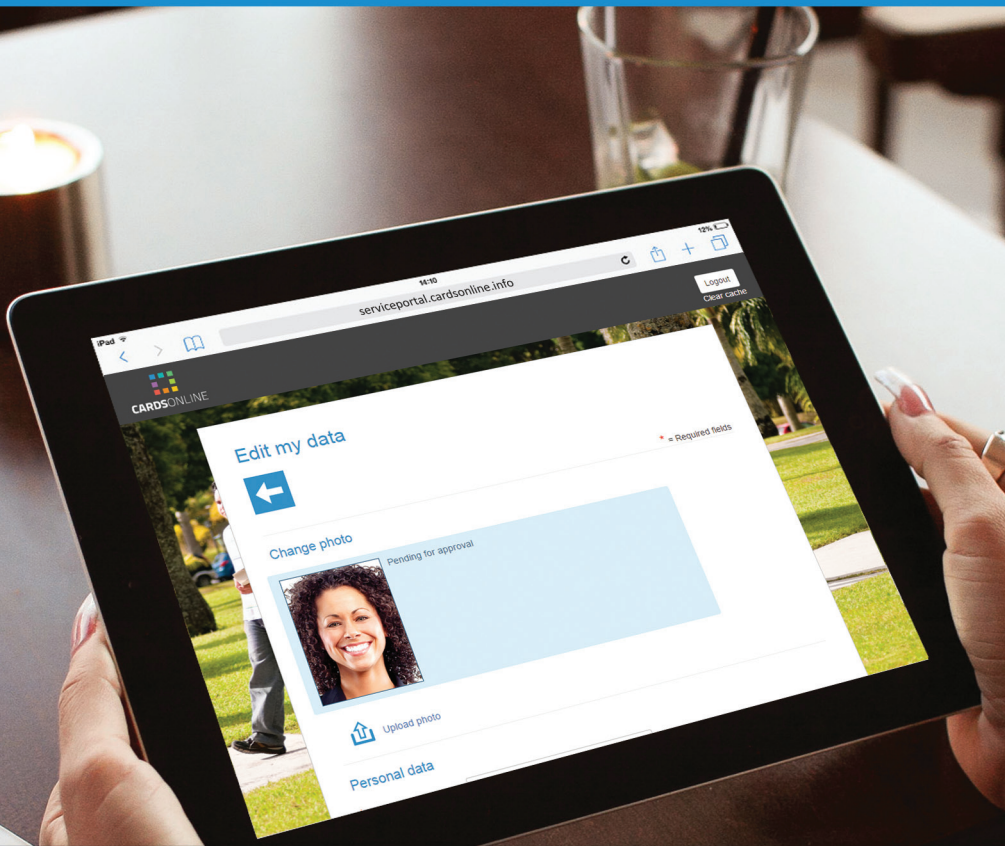 iPad
14:10
12%
serviceportal.cardsonline.info
Logout
Clear cache
CARDSONLINE
Edit my data
* = Required fields
Change photo
Pending for approval
Upload photo
Personal data